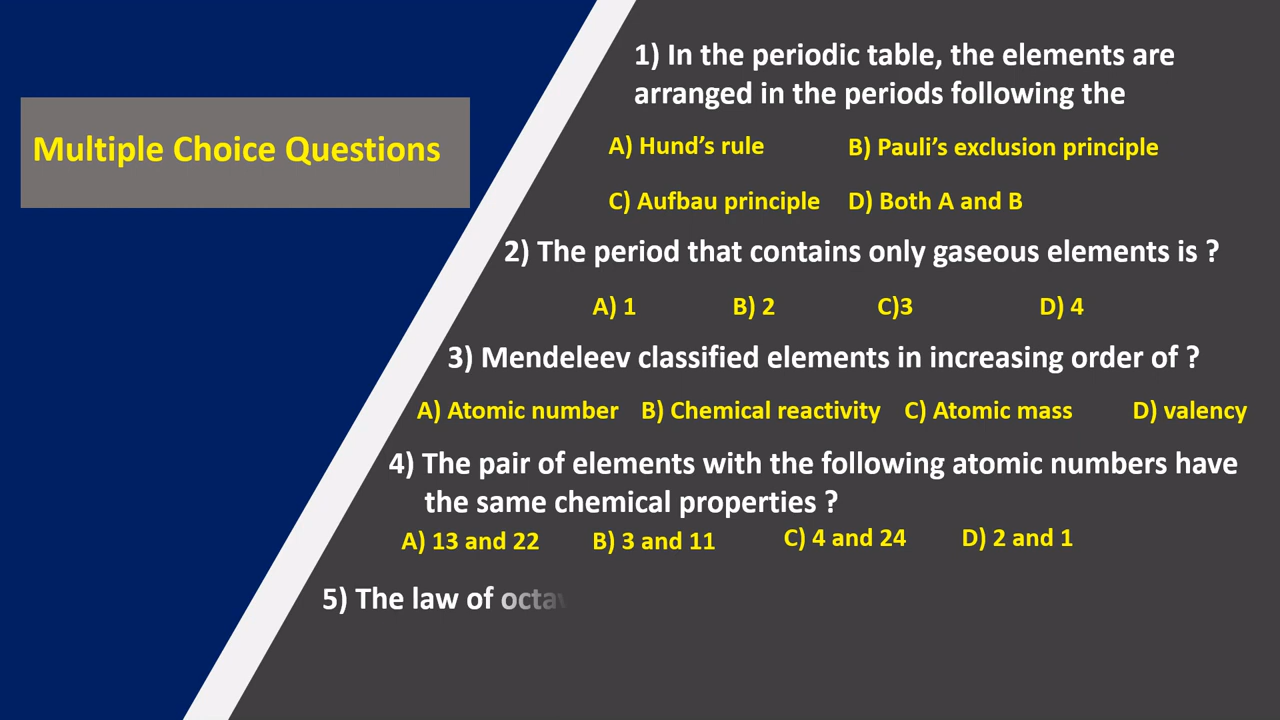 Multiple Choice Questions
1) In the periodic table, the elements are
arranged in the periods following the
A) Hund’s rule B) Pauli’s exclusion principle
C) Aufbau principle D) Both A and B
2) The period that contains only gaseous elements is ?
A) 1 B) 2 C)3 D) 4
3) Mendeleev classified elements in increasing order of ?
A) Atomic number B) Chemical reactivity C) Atomic mass D) valency
4) The pair of elements with the following atomic numbers have
the same chemical properties ?
A) 13 and 22 B) 3 and 11 C) 4 and 24 D) 2 and 1
5) The law of